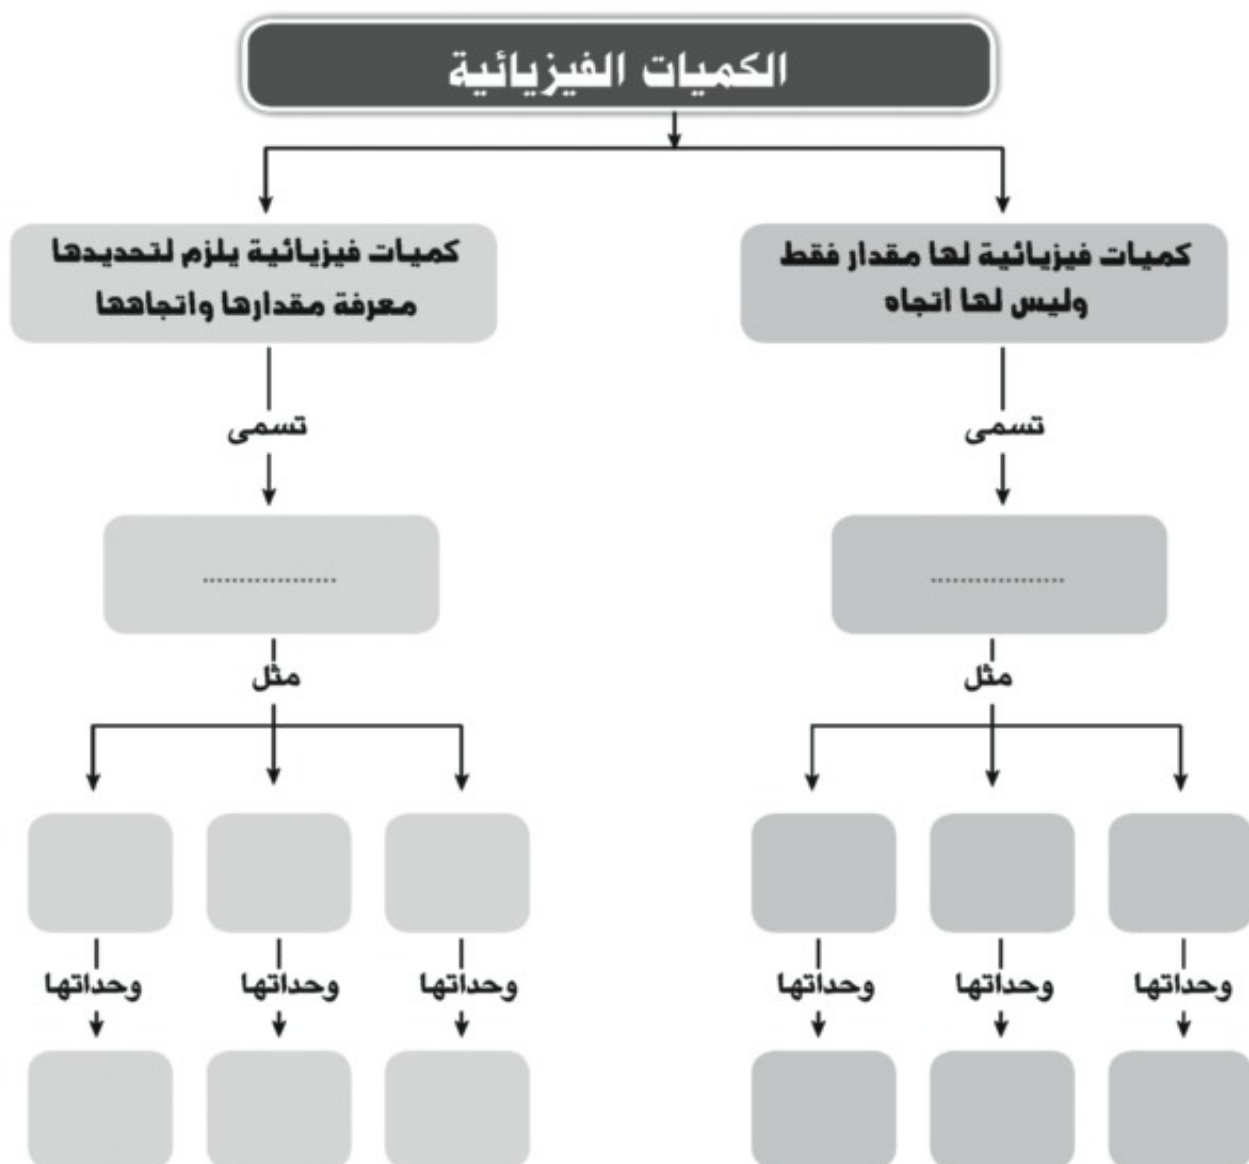 الكميات الفيزيائية
كميات فيزيائية لها مقدار فقط
وليس لها اتجاه
كميات فيزيائية يلزم لتحديدها
معرفة مقدارها واتجاهها
تسمى
تسمى
..................
..................
مثل
مثل
وحداتها
وحداتها
وحداتها
وحداتها
وحداتها
وحداتها